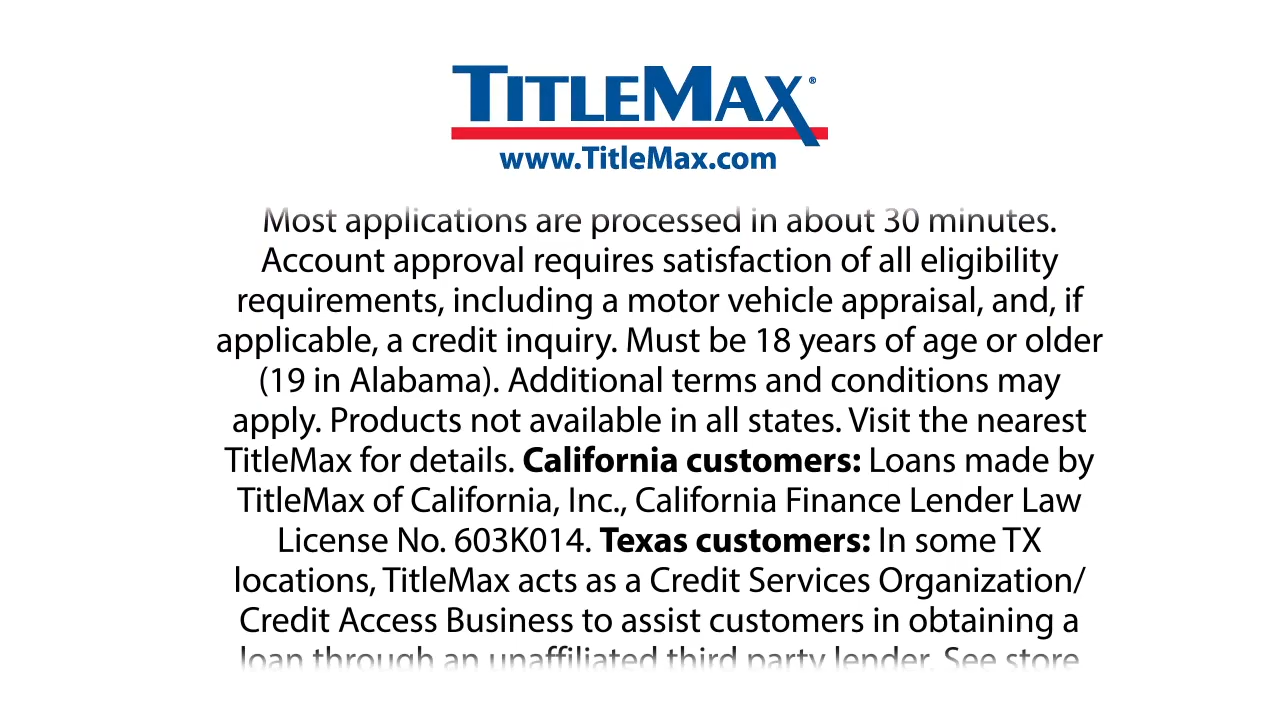 TITLEMAX®
www.TitleMax.com
Most applications are processed in about 30 minutes.
Account approval requires satisfaction of all eligibility
requirements, including a motor vehicle appraisal, and, if
applicable, a credit inquiry. Must be 18 years of age or older
(19 in Alabama). Additional terms and conditions may
apply. Products not available in all states. Visit the nearest
TitleMax for details. California customers: Loans made by
TitleMax of California, Inc., California Finance Lender Law
License No. 603K014. Texas customers: In some TX
locations, TitleMax acts as a Credit Services Organization/
Credit Access Business to assist customers in obtaining a
loan through an unaffiliated third party lender. See store